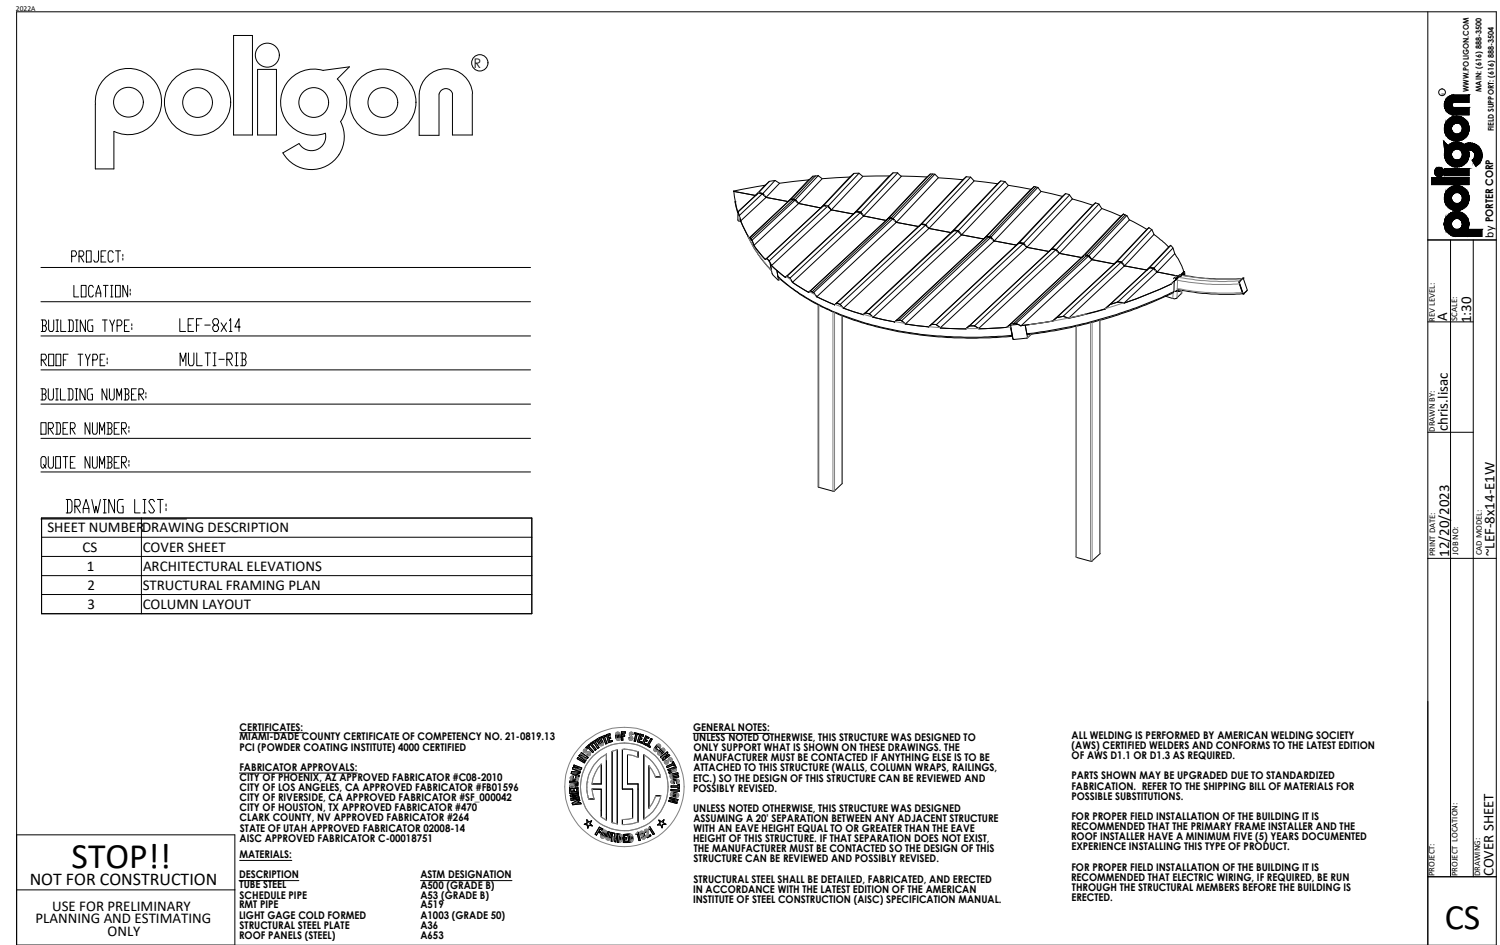 2022A
poligon®
PROJECT:
LOCATION:
BUILDING TYPE: LEF-8x14
ROOF TYPE: MULTI-RIB
BUILDING NUMBER:
ORDER NUMBER:
QUOTE NUMBER:
DRAWING LIST:
SHEET NUMBER DRAWING DESCRIPTION
CS COVER SHEET
1 ARCHITECTURAL ELEVATIONS
2 STRUCTURAL FRAMING PLAN
3 COLUMN LAYOUT
STOP!!
NOT FOR CONSTRUCTION
USE FOR PRELIMINARY
PLANNING AND ESTIMATING
ONLY
CERTIFICATES:
MIAMI-DADE COUNTY CERTIFICATE OF COMPETENCY NO. 21-0819.13
PCI (POWDER COATING INSTITUTE) 4000 CERTIFIED
FABRICATOR APPROVALS:
CITY OF PHOENIX, AZ APPROVED FABRICATOR #C08-2010
CITY OF LOS ANGELES, CA APPROVED FABRICATOR #FB01596
CITY OF RIVERSIDE, CA APPROVED FABRICATOR #SP_000042
CITY OF HOUSTON, TX APPROVED FABRICATOR #470
CLARK COUNTY, NV APPROVED FABRICATOR #264
STATE OF UTAH APPROVED FABRICATOR 02008-14
AISC APPROVED FABRICATOR C-00018751
MATERIALS:
DESCRIPTION ASTM DESIGNATION
TUBE STEEL A500 (GRADE B)
SCHEDULE PIPE A53 (GRADE B)
RMT PIPE A519
LIGHT GAGE COLD FORMED A1003 (GRADE 50)
STRUCTURAL STEEL PLATE A36
ROOF PANELS (STEEL) A653
AMERICAN INSTITUTE OF STEEL CONSTRUCTION
AISC
FOUNDED 1921
GENERAL NOTES:
UNLESS NOTED OTHERWISE, THIS STRUCTURE WAS DESIGNED TO
ONLY SUPPORT WHAT IS SHOWN ON THESE DRAWINGS. THE
MANUFACTURER MUST BE CONTACTED IF ANYTHING ELSE IS TO BE
ATTACHED TO THIS STRUCTURE (WALLS, COLUMN WRAPS, RAILINGS,
ETC.) SO THE DESIGN OF THIS STRUCTURE CAN BE REVIEWED AND
POSSIBLY REVISED.
UNLESS NOTED OTHERWISE, THIS STRUCTURE WAS DESIGNED
ASSUMING A 20' SEPARATION BETWEEN ANY ADJACENT STRUCTURE
WITH AN EAVE HEIGHT EQUAL TO OR GREATER THAN THE EAVE
HEIGHT OF THIS STRUCTURE. IF THAT SEPARATION DOES NOT EXIST,
THE MANUFACTURER MUST BE CONTACTED SO THE DESIGN OF THIS
STRUCTURE CAN BE REVIEWED AND POSSIBLY REVISED.
STRUCTURAL STEEL SHALL BE DETAILED, FABRICATED, AND ERECTED
IN ACCORDANCE WITH THE LATEST EDITION OF THE AMERICAN
INSTITUTE OF STEEL CONSTRUCTION (AISC) SPECIFICATION MANUAL.
ALL WELDING IS PERFORMED BY AMERICAN WELDING SOCIETY
(AWS) CERTIFIED WELDERS AND CONFORMS TO THE LATEST EDITION
OF AWS D1.1 OR D1.3 AS REQUIRED.
PARTS SHOWN MAY BE UPGRADED DUE TO STANDARDIZED
FABRICATION. REFER TO THE SHIPPING BILL OF MATERIALS FOR
POSSIBLE SUBSTITUTIONS.
FOR PROPER FIELD INSTALLATION OF THE BUILDING IT IS
RECOMMENDED THAT THE PRIMARY FRAME INSTALLER AND THE
ROOF INSTALLER HAVE A MINIMUM FIVE (5) YEARS DOCUMENTED
EXPERIENCE INSTALLING THIS TYPE OF PRODUCT.
FOR PROPER FIELD INSTALLATION OF THE BUILDING IT IS
RECOMMENDED THAT ELECTRIC WIRING, IF REQUIRED, BE RUN
THROUGH THE STRUCTURAL MEMBERS BEFORE THE BUILDING IS
ERECTED.
poligon
by PORTER CORP
WWW.POLIGON.COM
MAIN: (616) 888-3500
FIELD SUPPORT: (616) 888-3504
REV LEVEL:
A
SCALE:
1:30
DRAWN BY:
chris.lisac
PRINT DATE:
12/20/2023
JOB NO:
CAD MODEL:
~LEF-8x14-E1W
PROJECT:
PROJECT LOCATION:
DRAWING:
COVER SHEET
CS